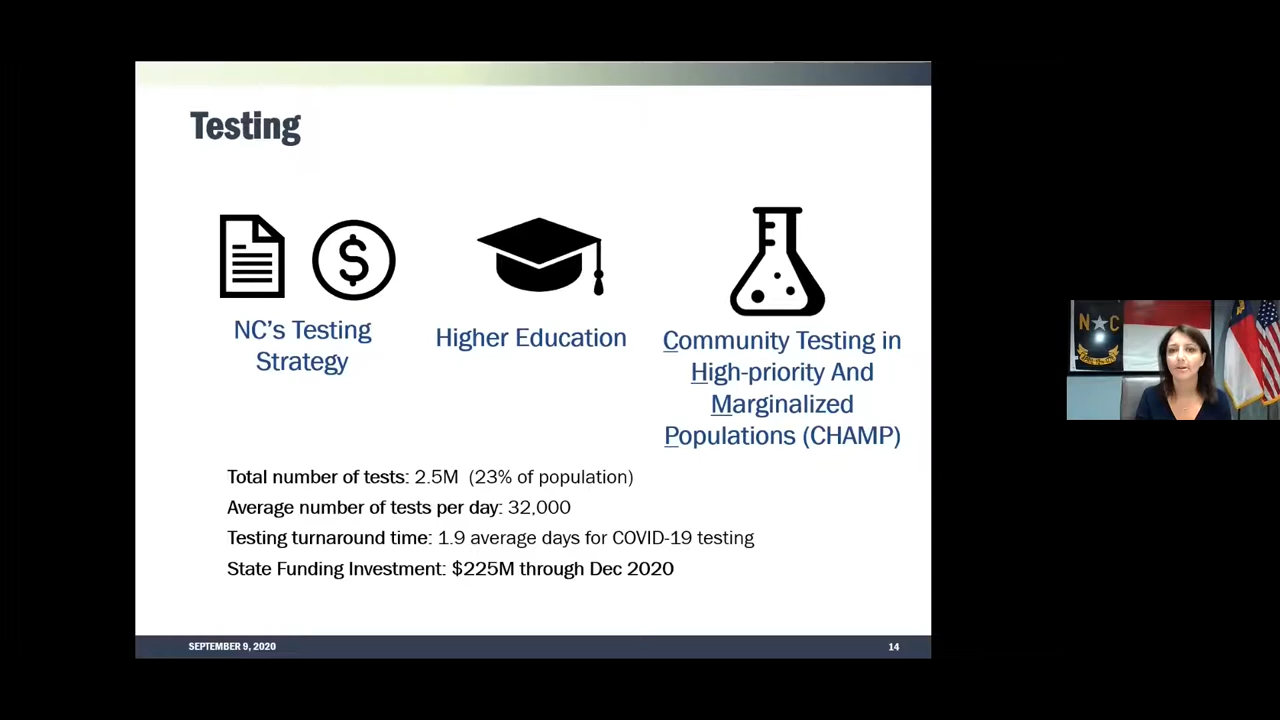 Testing
NC's Testing
Strategy
Higher Education
Community Testing in
High-priority And
Marginalized
Populations (CHAMP)
Total number of tests: 2.5M (23% of population)
Average number of tests per day: 32,000
Testing turnaround time: 1.9 average days for COVID-19 testing
State Funding Investment: $225M through Dec 2020
SEPTEMBER 9, 2020
14
N C